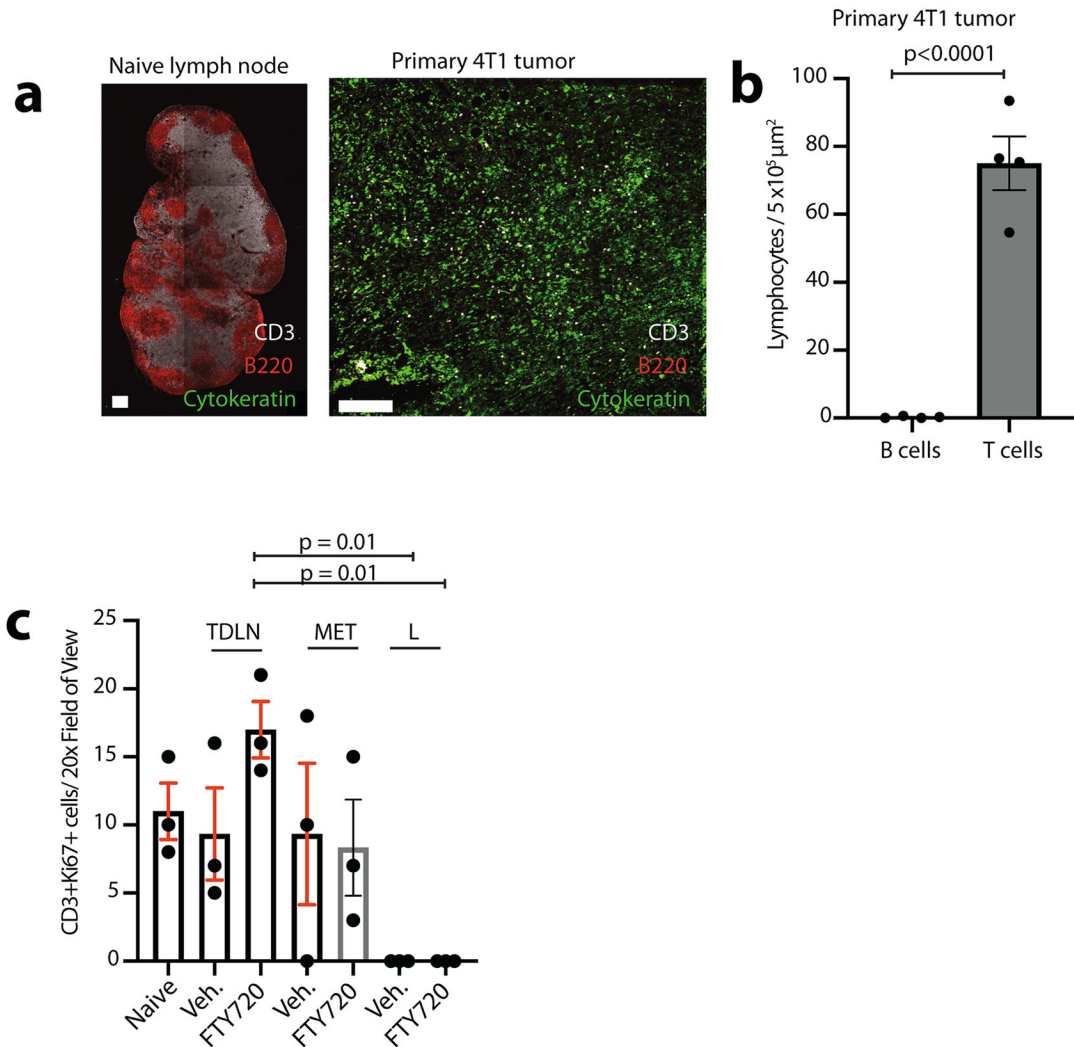 a
Naive lymph node
CD3
B220
Cytokeratin
Primary 4T1 tumor
CD3
B220
Cytokeratin
b
Primary 4T1 tumor
p<0.0001
Lymphocytes / 5 x10⁵ µm²
100
80
60
40
20
0
B cells
T cells
c
p = 0.01
p = 0.01
TDLN
MET
L
CD3+Ki67+ cells/ 20x Field of View
25
20
15
10
5
0
Naive
Veh.
FTY720
Veh.
FTY720
Veh.
FTY720